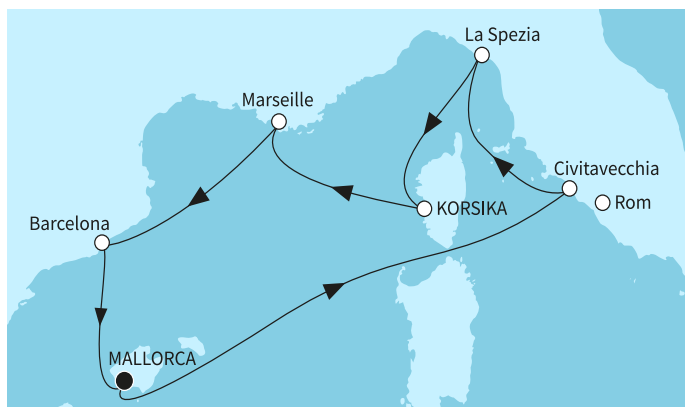 La Spezia
Marseille
Civitavecchia
Rom
KORSIKA
Barcelona
MALLORCA